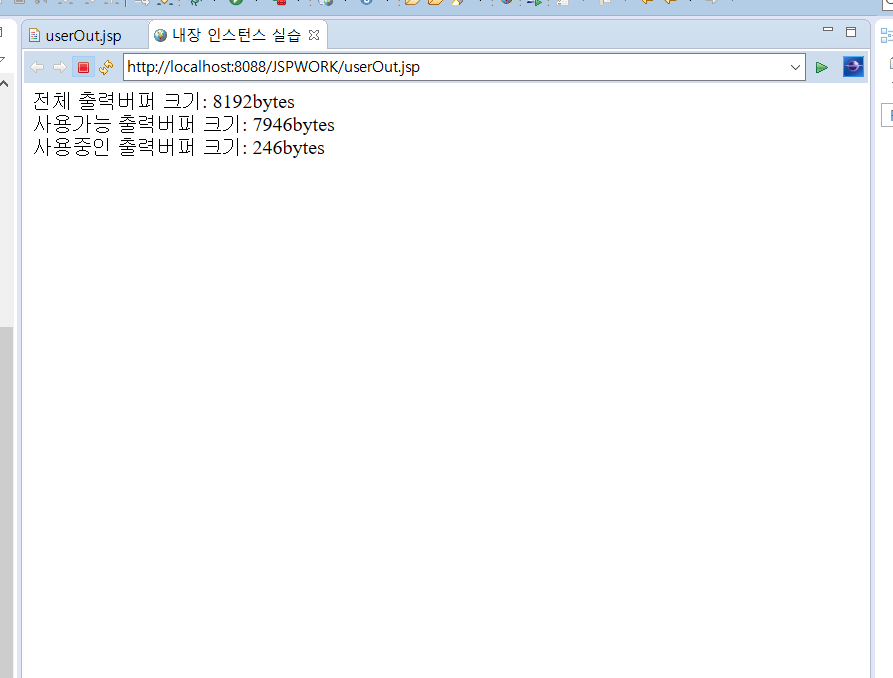 userOut.jsp
내장 인스턴스 실습
http://localhost:8088/JSPWORK/userOut.jsp
전체 출력버퍼 크기: 8192bytes
사용가능 출력버퍼 크기: 7946bytes
사용중인 출력버퍼 크기: 246bytes